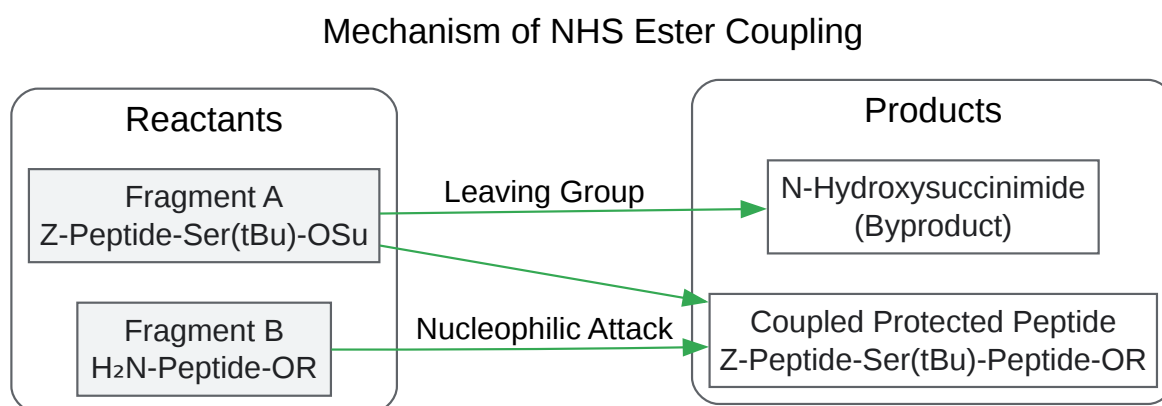 Mechanism of NHS Ester Coupling
Reactants
Fragment A
Z-Peptide-Ser(tBu)-OSu
Fragment B
H₂N-Peptide-OR
Leaving Group
Nucleophilic Attack
Products
N-Hydroxysuccinimide
(Byproduct)
Coupled Protected Peptide
Z-Peptide-Ser(tBu)-Peptide-OR